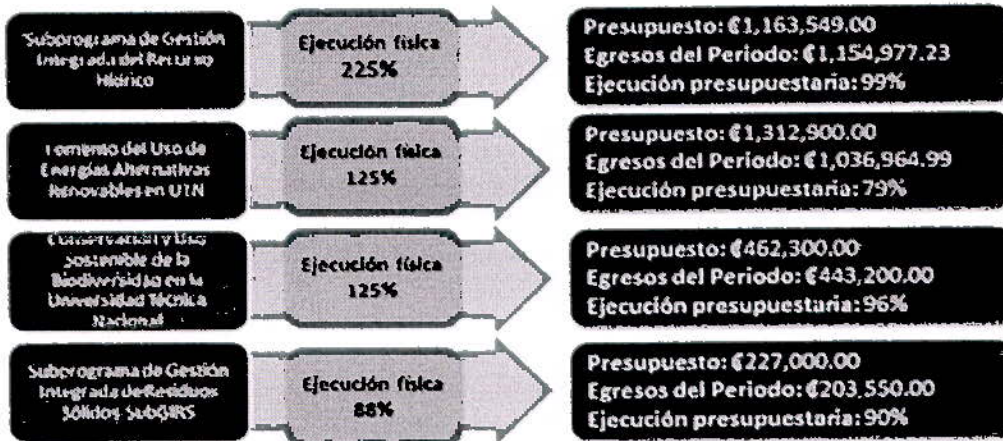 Subprograma de Gestión
Integrada del Recurso
Hídrico
Ejecución física
225%
Presupuesto: ₡1,163,549.00
Egresos del Periodo: ₡1,154,977.23
Ejecución presupuestaria: 99%
Fomento del Uso de
Energías Alternativas
Renovables en UTN
Ejecución física
125%
Presupuesto: ₡1,312,900.00
Egresos del Periodo: ₡1,036,964.99
Ejecución presupuestaria: 79%
Conservación y Uso
Sostenible de la
Biodiversidad en la
Universidad Técnica
Nacional
Ejecución física
125%
Presupuesto: ₡462,300.00
Egresos del Periodo: ₡443,200.00
Ejecución presupuestaria: 96%
Subprograma de Gestión
Integrada de Residuos
Sólidos-SubGIRS
Ejecución física
88%
Presupuesto: ₡227,000.00
Egresos del Periodo: ₡203,550.00
Ejecución presupuestaria: 90%